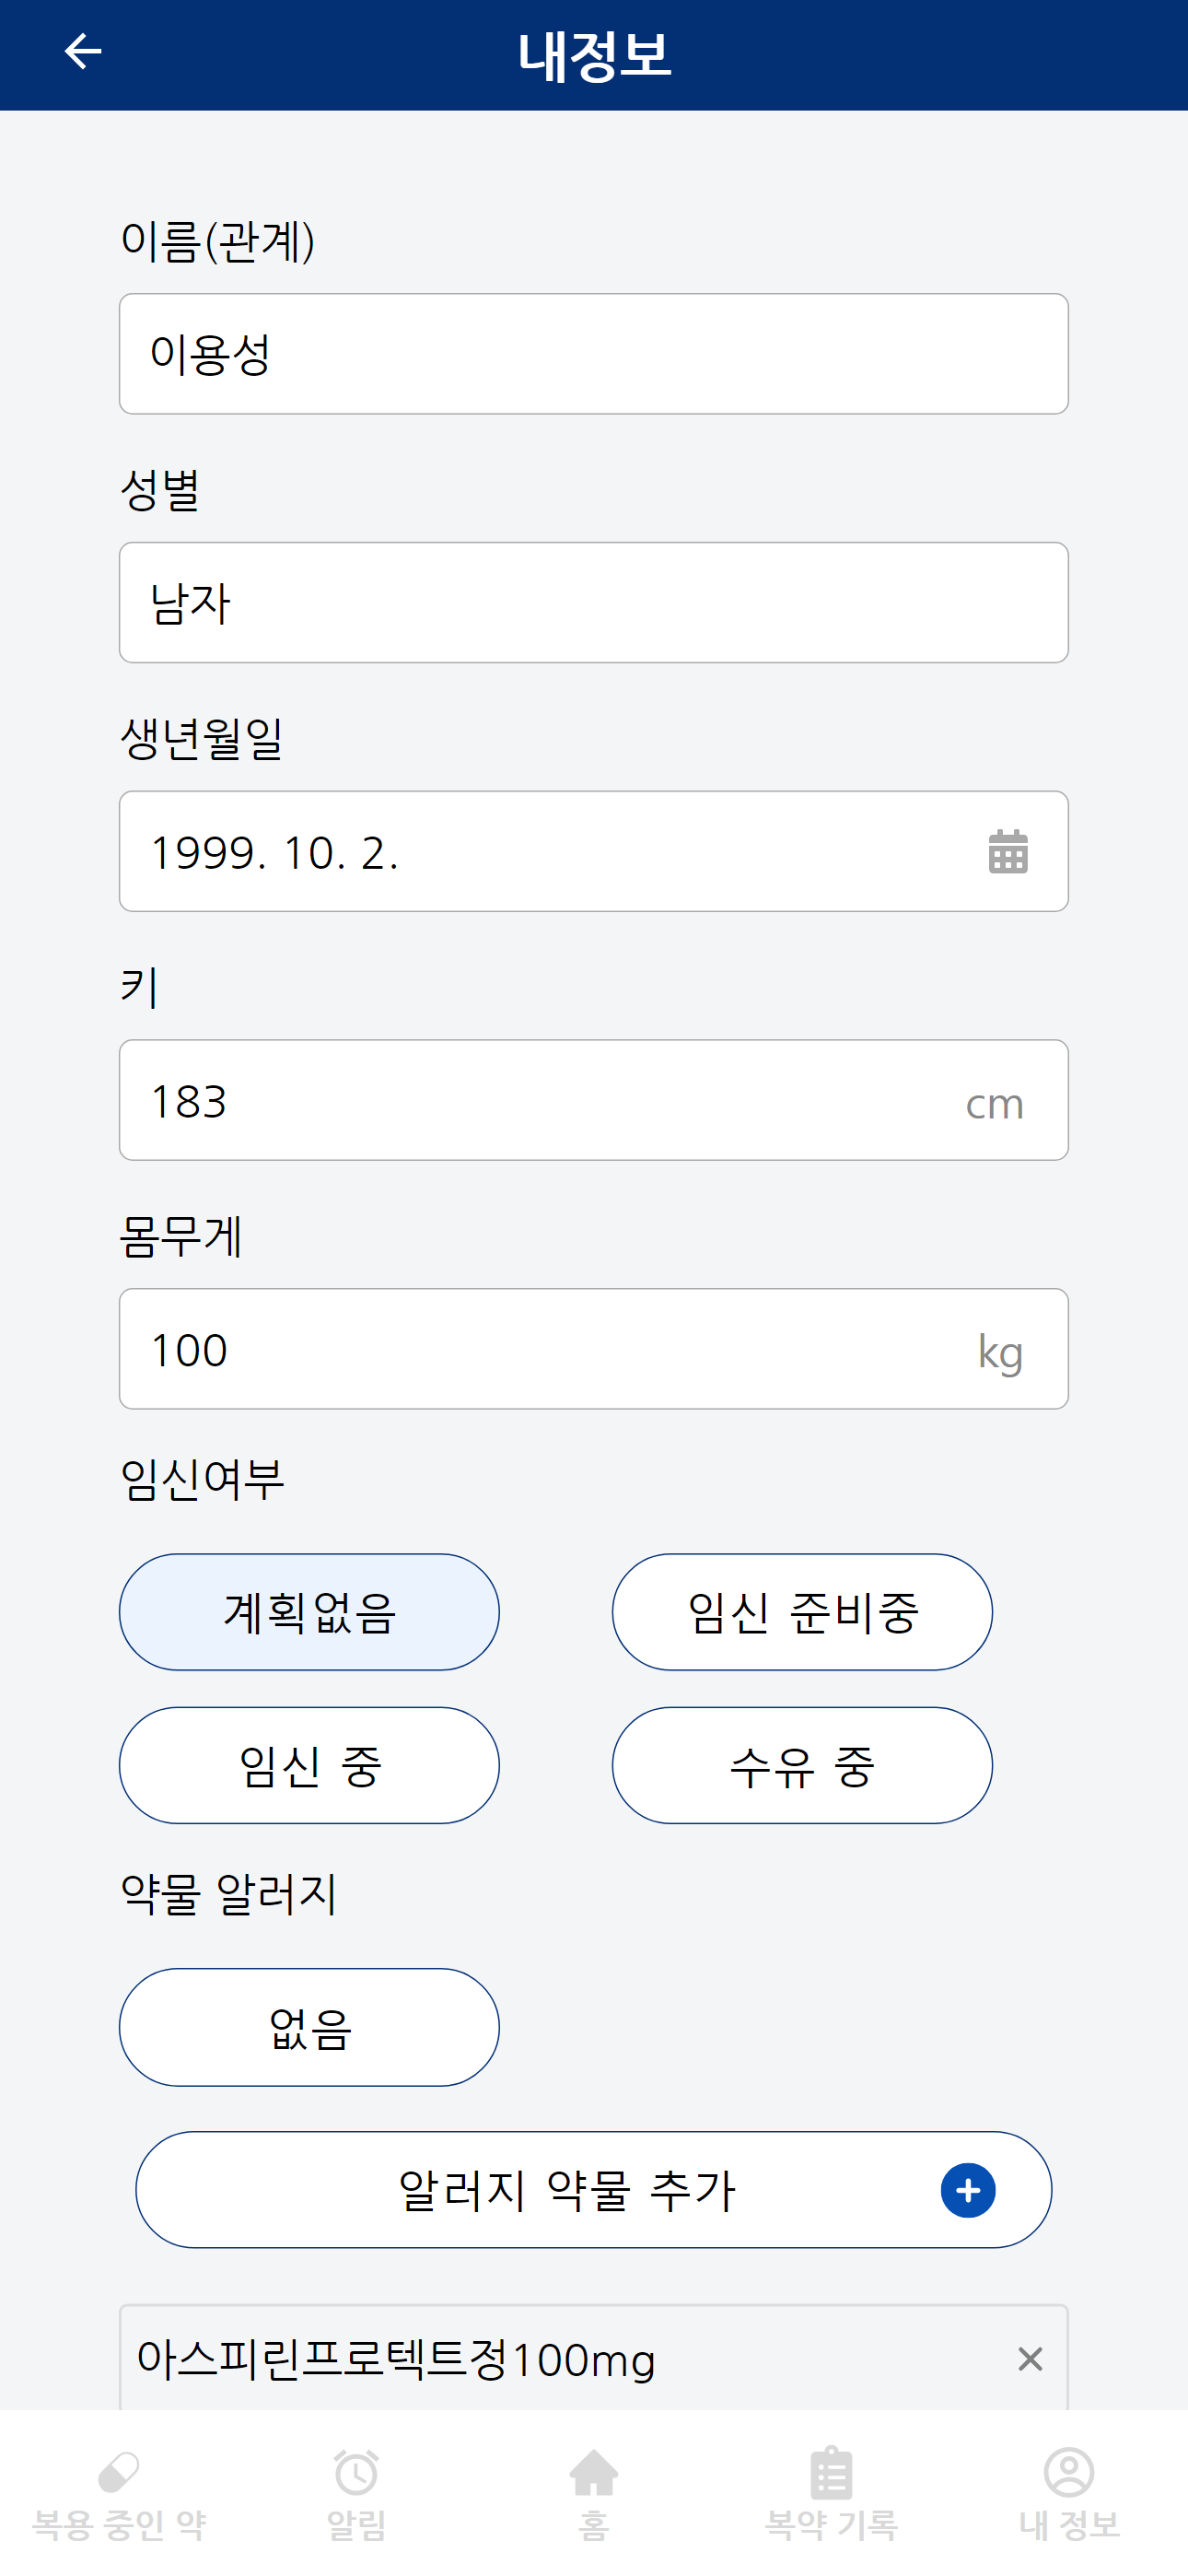 내정보
이름(관계)
이용성
성별
남자
생년월일
1999. 10. 2.
키
183 cm
몸무게
100 kg
임신여부
계획없음 임신 준비중
임신 중 수유 중
약물 알러지
없음
알러지 약물 추가
아스피린프로텍트정100mg
복용 중인 약 알림 홈 복약 기록 내 정보